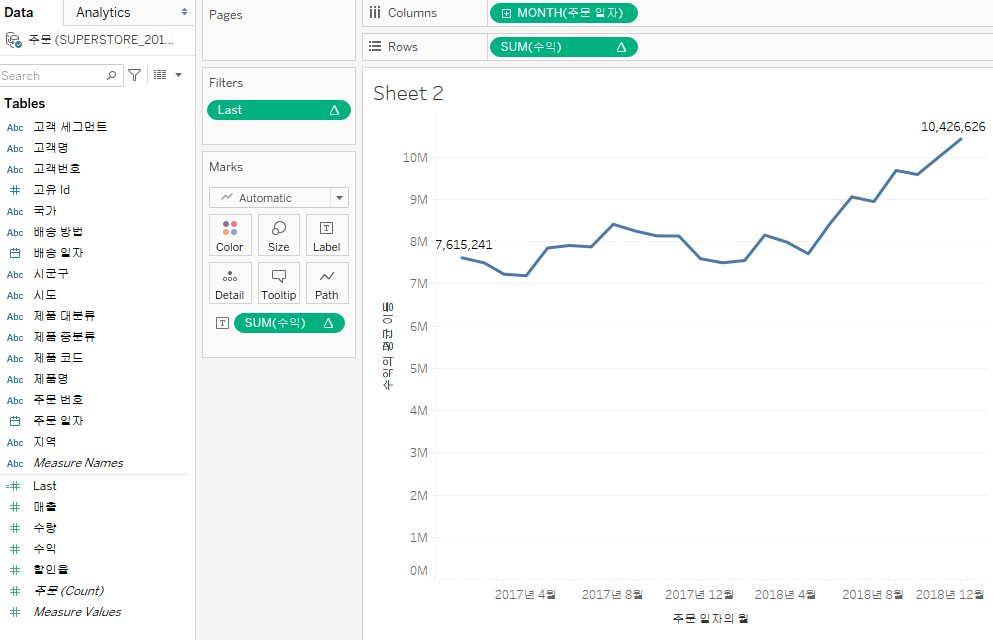 Data
Analytics
주문 (SUPERSTORE_201...
Search
Tables
Abc 고객 세그먼트
Abc 고객명
Abc 고객번호
# 고유 Id
Abc 국가
Abc 배송 방법
배송 일자
Abc 시군구
Abc 시도
Abc 제품 대분류
Abc 제품 중분류
Abc 제품 코드
Abc 제품명
Abc 주문 번호
주문 일자
Abc 지역
Abc Measure Names
=# Last
# 매출
# 수량
# 수익
# 할인율
# 주문 (Count)
# Measure Values
Pages
Filters
Last
Marks
Automatic
Color
Size
T
Label
Detail
Tooltip
Path
T SUM(수익)
Columns
MONTH(주문 일자)
Rows
SUM(수익)
Sheet 2
10,426,626
7,615,241
10M
9M
8M
7M
6M
5M
4M
3M
2M
1M
0M
수익의 평균 이동
2017년 4월
2017년 8월
2017년 12월
2018년 4월
2018년 8월
2018년 12월
주문 일자의 월